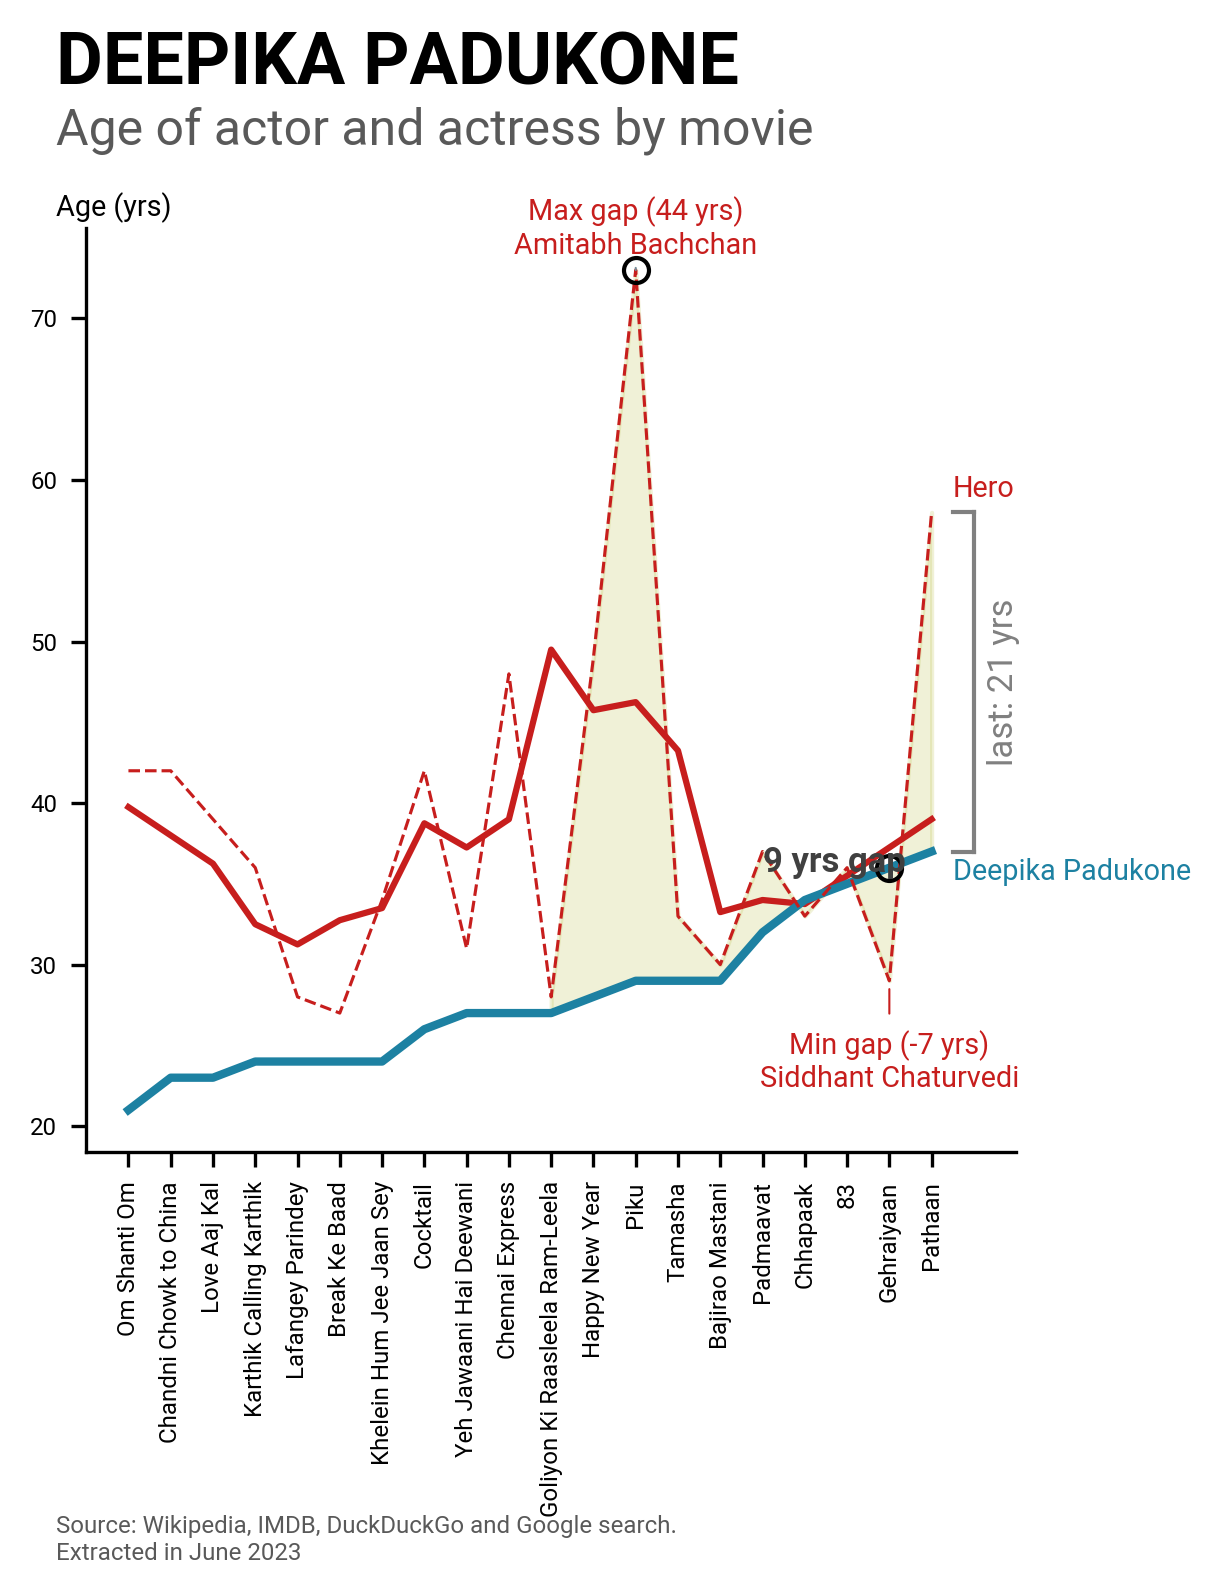 DEEPIKA PADUKONE
Age of actor and actress by movie
Age (yrs)
Max gap (44 yrs)
Amitabh Bachchan
70
60
50
40
30
20
Hero
last: 21 yrs
9 yrs gap
Deepika Padukone
Min gap (-7 yrs)
Siddhant Chaturvedi
Om Shanti Om
Chandni Chowk to China
Love Aaj Kal
Karthik Calling Karthik
Lafangey Parindey
Break Ke Baad
Khelein Hum Jee Jaan Sey
Cocktail
Yeh Jawaani Hai Deewani
Chennai Express
Goliyon Ki Raasleela Ram-Leela
Happy New Year
Piku
Tamasha
Bajirao Mastani
Padmaavat
Chhapaak
83
Gehraiyaan
Pathaan
Source: Wikipedia, IMDB, DuckDuckGo and Google search.
Extracted in June 2023